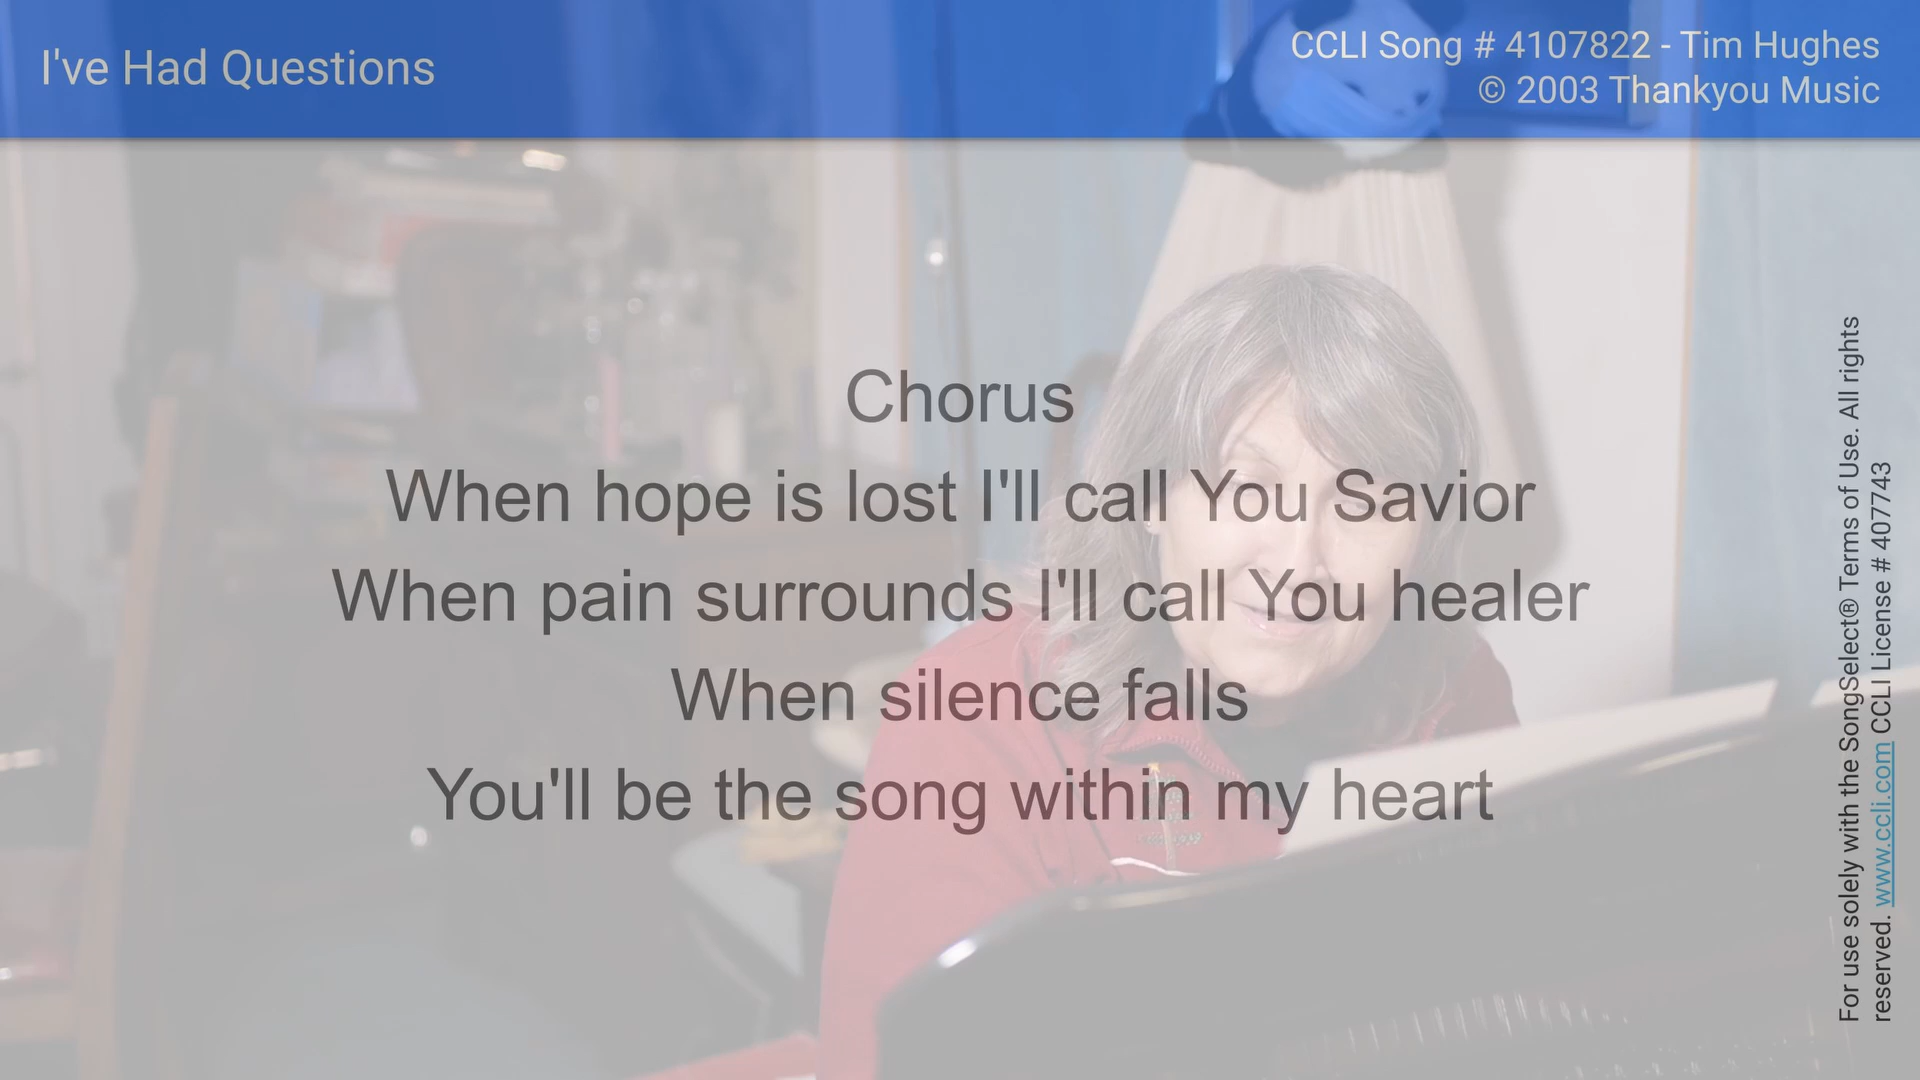 I've Had Questions
CCLI Song # 4107822 - Tim Hughes
© 2003 Thankyou Music
Chorus
When hope is lost I'll call You Savior
When pain surrounds I'll call You healer
When silence falls
You'll be the song within my heart
For use solely with the SongSelect® Terms of Use. All rights
reserved. www.ccli.com CCLI License # 407743